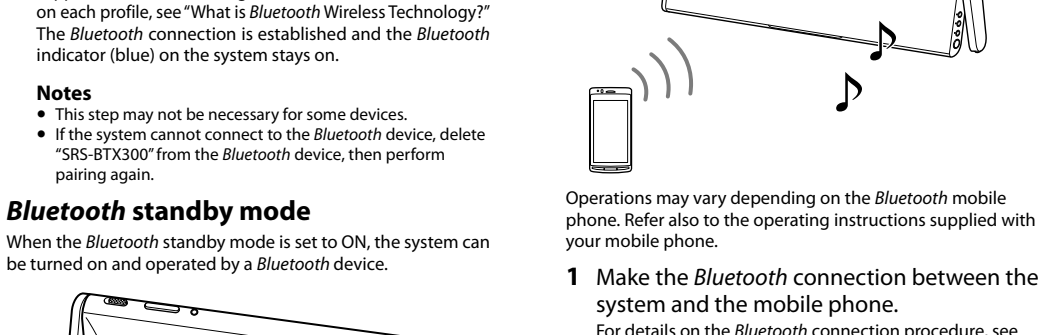 on each profile, see “What is Bluetooth Wireless Technology?”
The Bluetooth connection is established and the Bluetooth
indicator (blue) on the system stays on.
Notes
• This step may not be necessary for some devices.
• If the system cannot connect to the Bluetooth device, delete
“SRS-BTX300” from the Bluetooth device, then perform
pairing again.
Bluetooth standby mode
When the Bluetooth standby mode is set to ON, the system can
be turned on and operated by a Bluetooth device.
Operations may vary depending on the Bluetooth mobile
phone. Refer also to the operating instructions supplied with
your mobile phone.
1 Make the Bluetooth connection between the
system and the mobile phone.
For details on the Bluetooth connection procedure, see